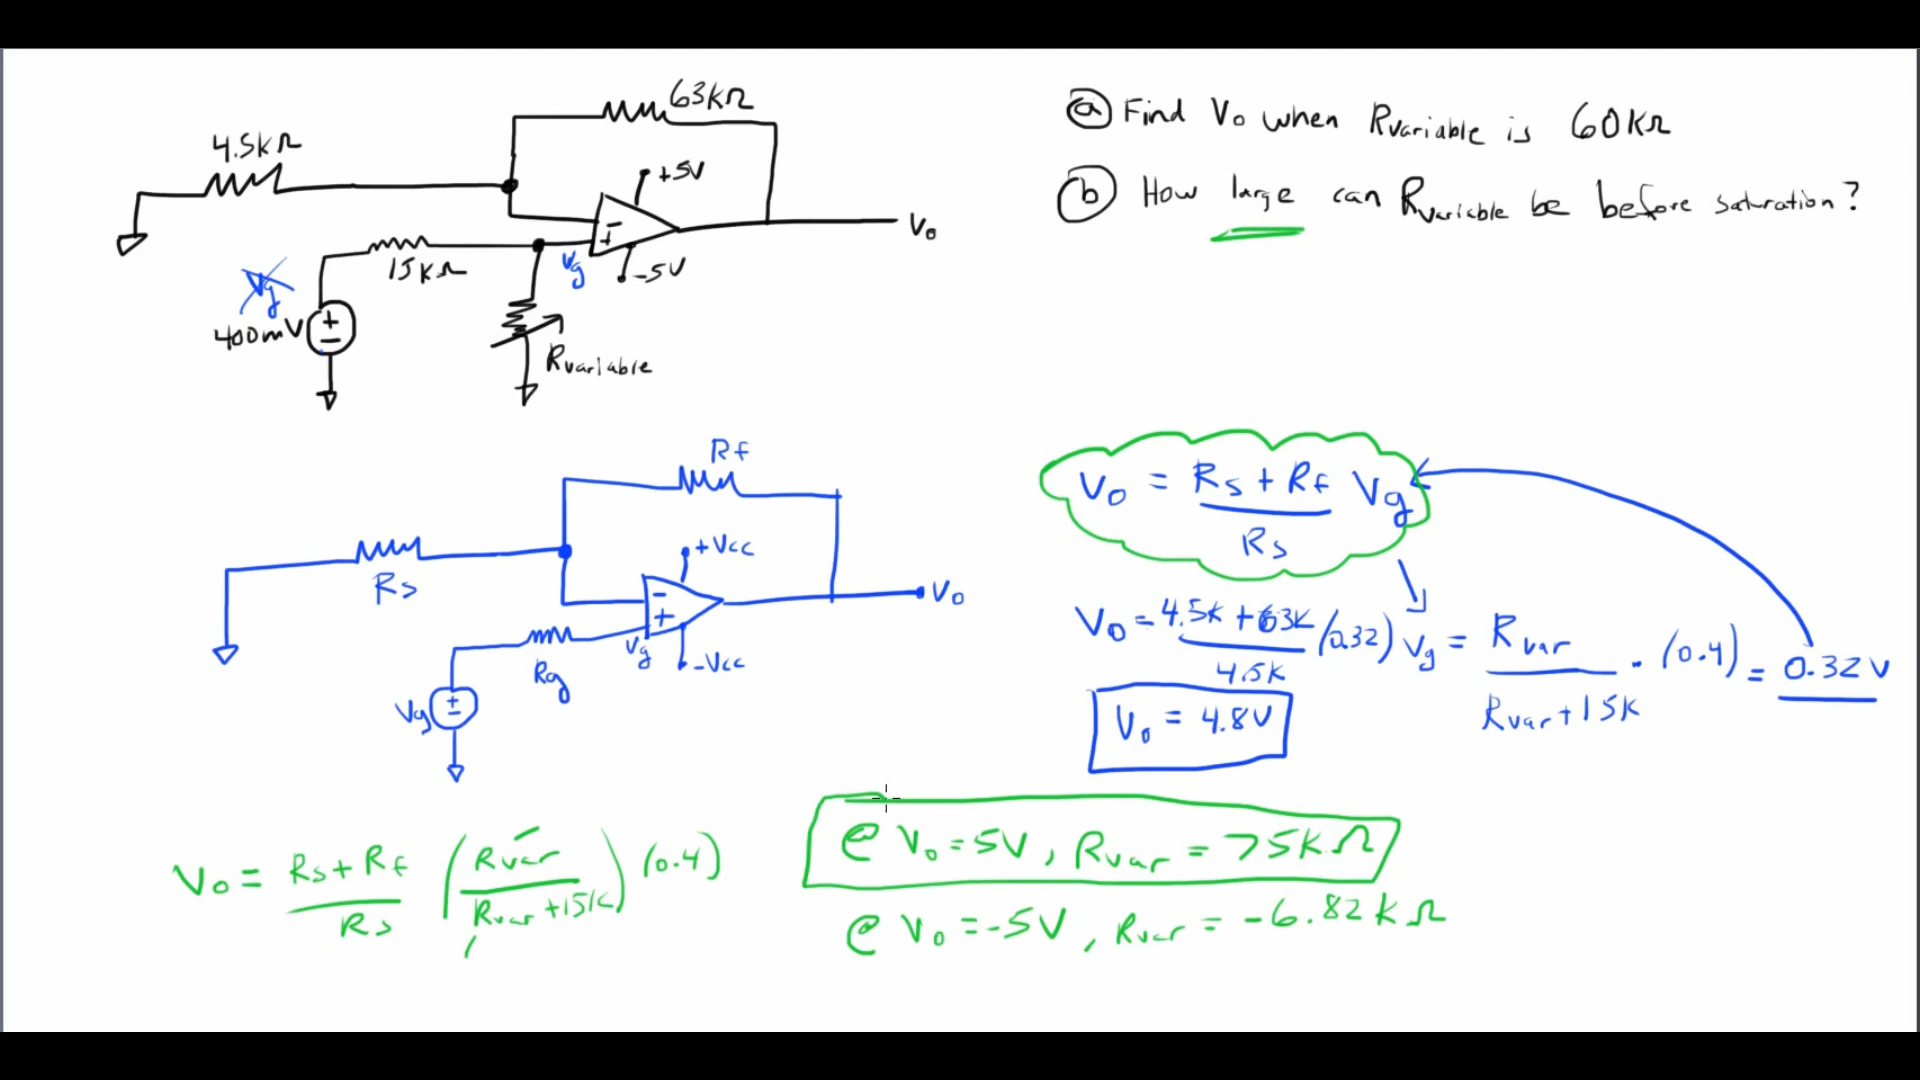 63kΩ
4.5kΩ
+5V
-
+
Vo
15kΩ
Vg
-5V
Vg
400mV
+
-
Rvariable
ⓐ Find Vo when Rvariable is 60kΩ
ⓑ How large can Rvariable be before saturation?
Rf
+Vcc
Rs
-
+
Vo
Vg
-Vcc
Rg
Vg
+
-
Vo = Rs + Rf Vg
Rs
Vo = 4.5k + 63k (0.32)
4.5k
Vg = Rvar · (0.4) = 0.32V
Rvar + 15k
Vo = 4.8V
Vo = Rs + Rf (Rvar) (0.4)
Rs Rvar + 15k
@ Vo = 5V, Rvar = 75kΩ
@ Vo = -5V, Rvar = -6.82kΩ